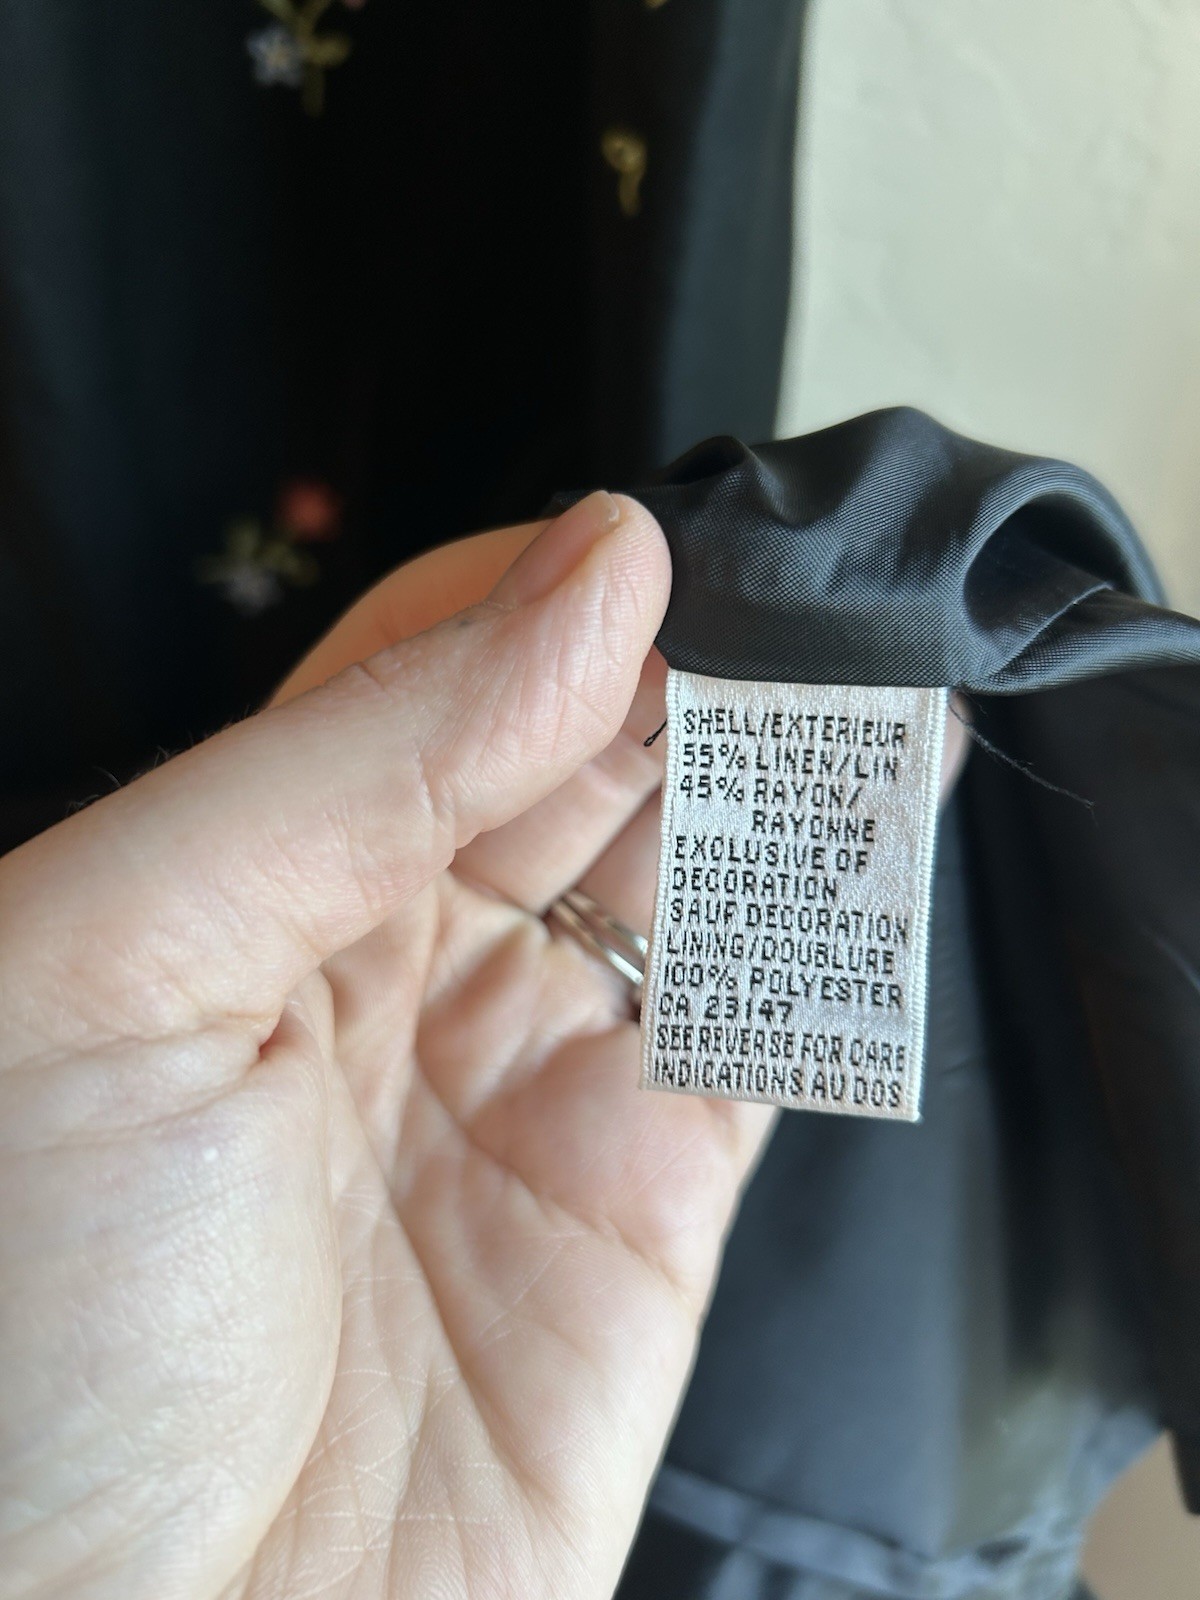 SHELL/EXTERIEUR
55% LINEN/LIN
45% RAYON/
RAYONNE
EXCLUSIVE OF
DECORATION
SAUF DECORATION
LINING/DOUBLURE
100% POLYESTER
CA 23147
SEE REVERSE FOR CARE
INDICATIONS AU DOS